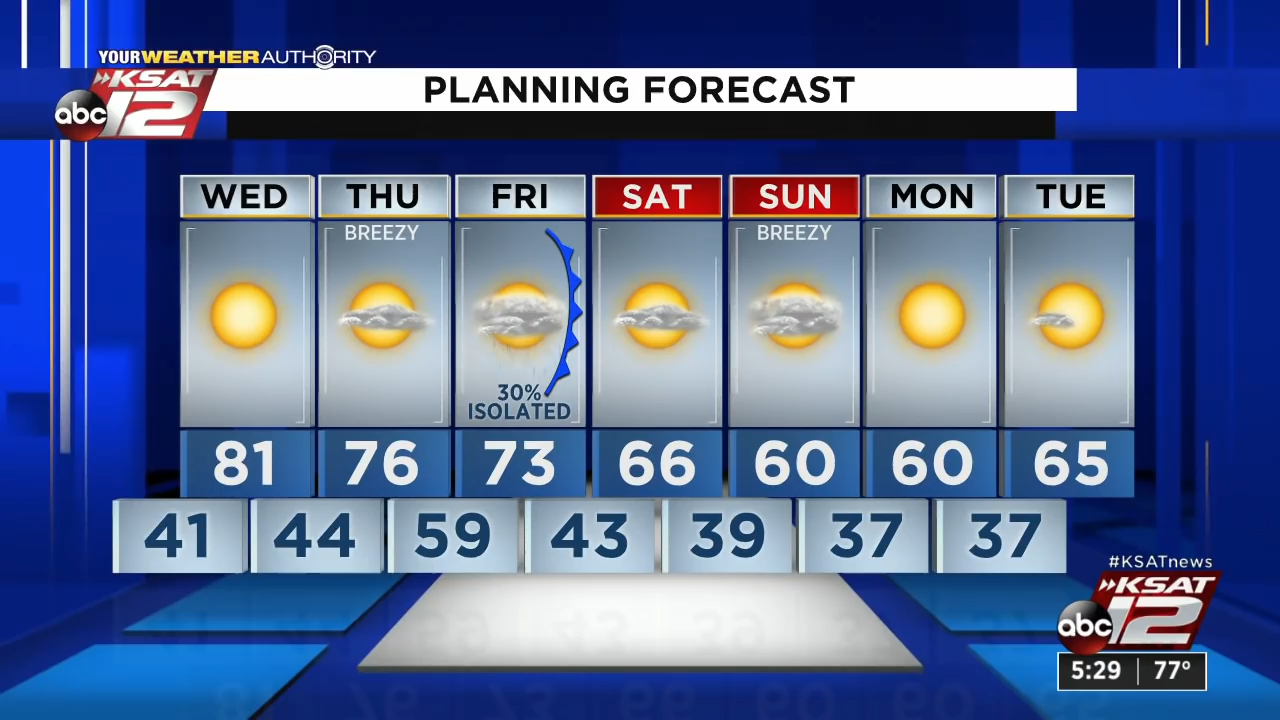 YOURWEATHERAUTHORITY
KSAT
abc 12
PLANNING FORECAST
WED THU FRI SAT SUN MON TUE
BREEZY BREEZY
30%
ISOLATED
81 76 73 66 60 60 65
41 44 59 43 39 37 37
#KSATnews
KSAT
abc 12
5:29 77°